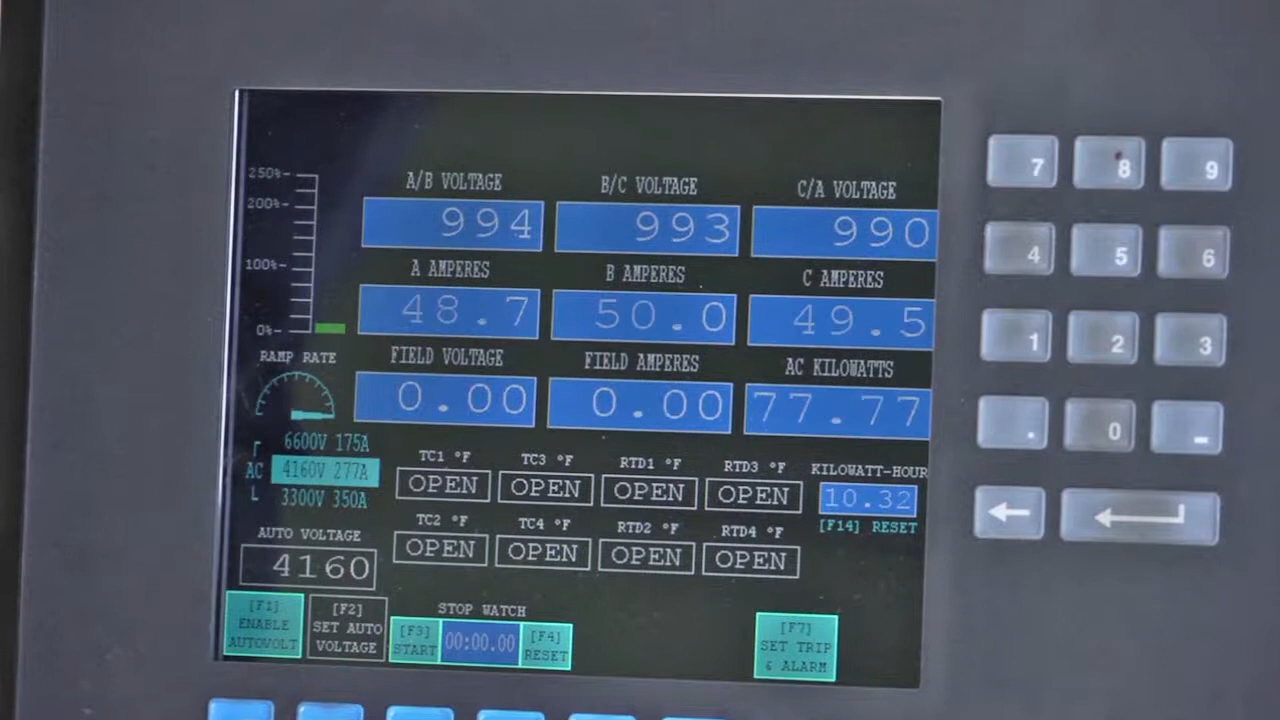 A/B VOLTAGE B/C VOLTAGE C/A VOLTAGE
994 993 990
A AMPERES B AMPERES C AMPERES
48.7 50.0 49.5
FIELD VOLTAGE FIELD AMPERES AC KILOWATTS
0.00 0.00 77.77
250%-
200%-
100%-
0%-
RAMP RATE
6600V 175A
AC 4160V 277A
3300V 350A
TC1 °F TC3 °F RTD1 °F RTD3 °F KILOWATT-HOUR
OPEN OPEN OPEN OPEN 10.32
[F14] RESET
TC2 °F TC4 °F RTD2 °F RTD4 °F
OPEN OPEN OPEN OPEN
AUTO VOLTAGE
4160
[F1]
ENABLE
AUTOVOLT
[F2]
SET AUTO
VOLTAGE
STOP WATCH
[F3]
START
00:00.00
[F4]
RESET
[F7]
SET TRIP
& ALARM
7 8 9
4 5 6
1 2 3
. 0 -